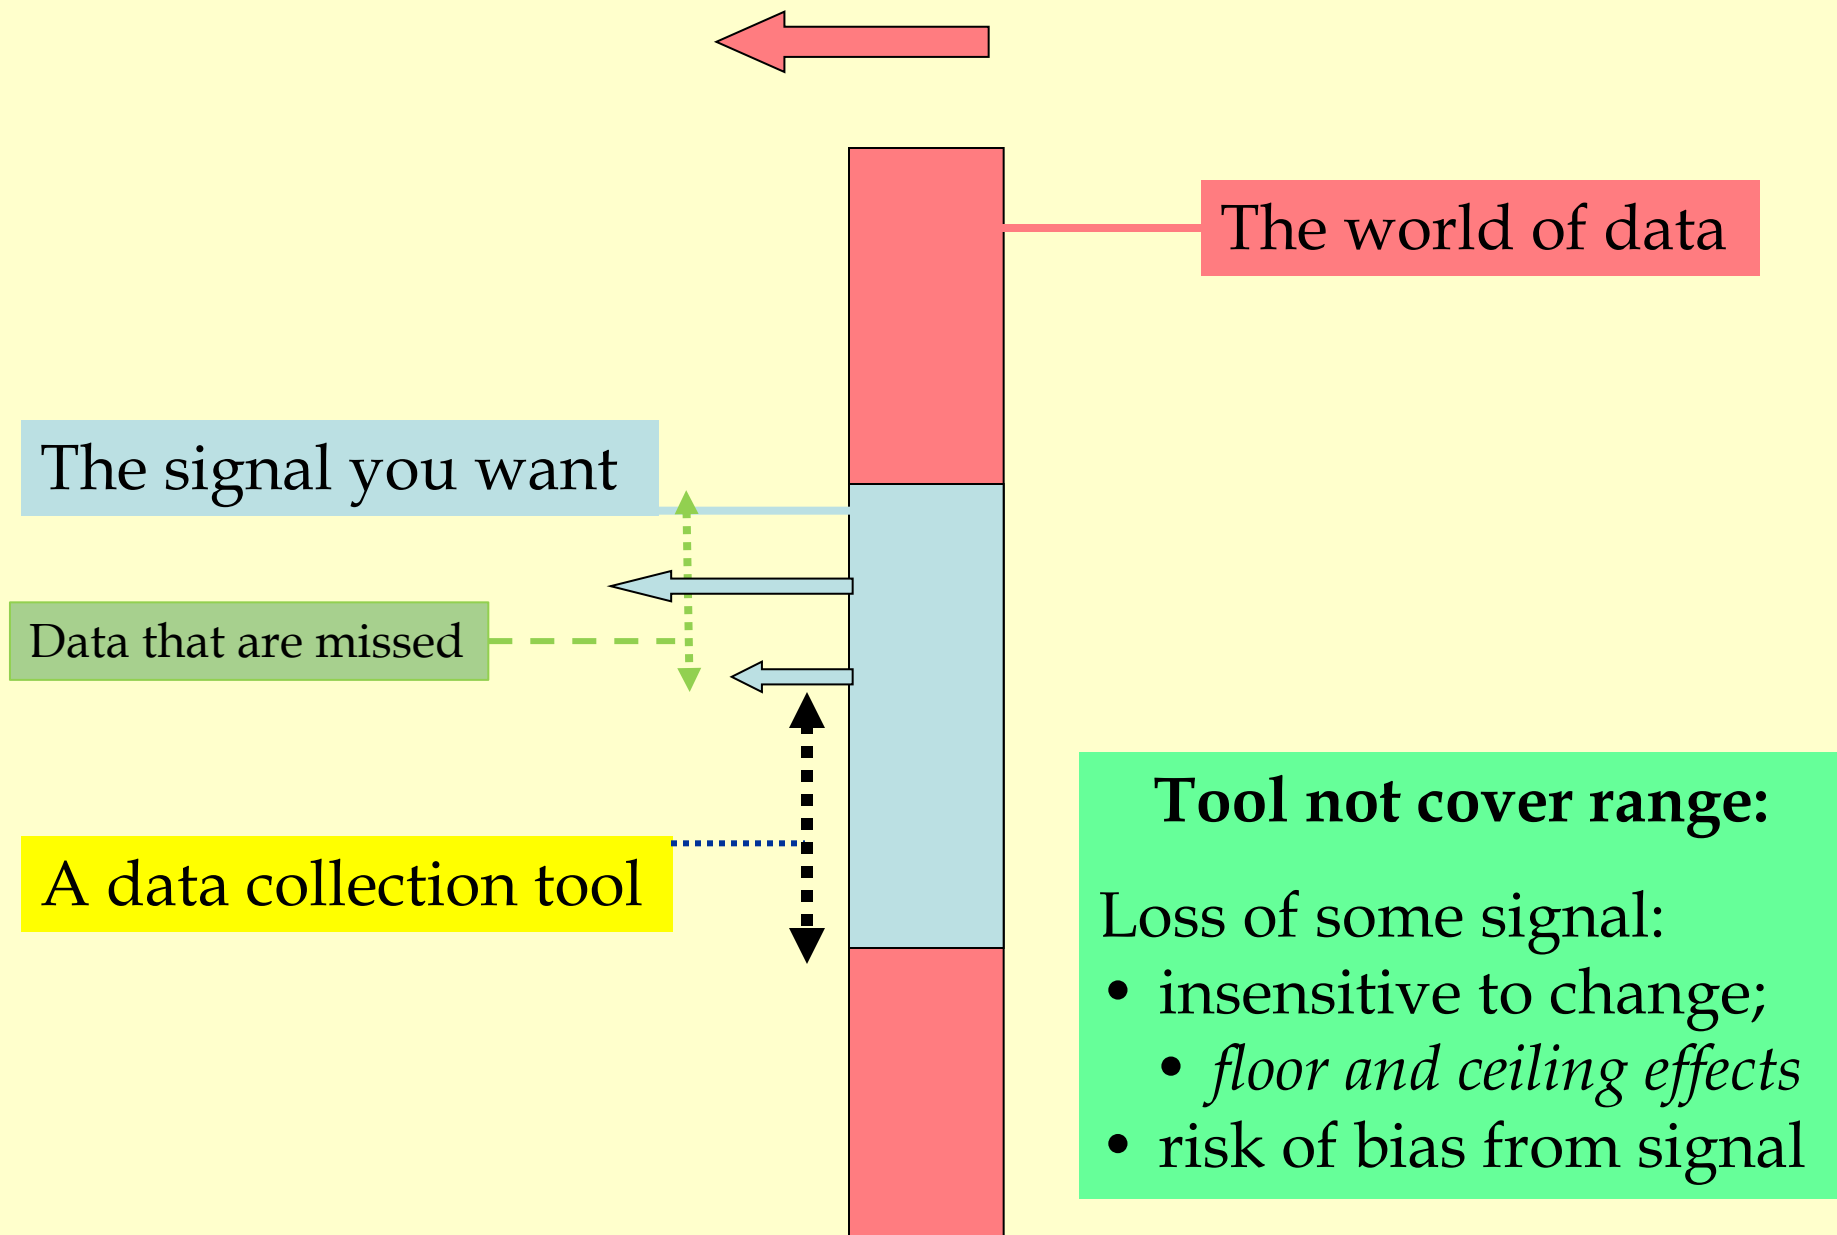 The world of data
The signal you want
Data that are missed
A data collection tool
Tool not cover range:
Loss of some signal:
• insensitive to change;
• floor and ceiling effects
• risk of bias from signal